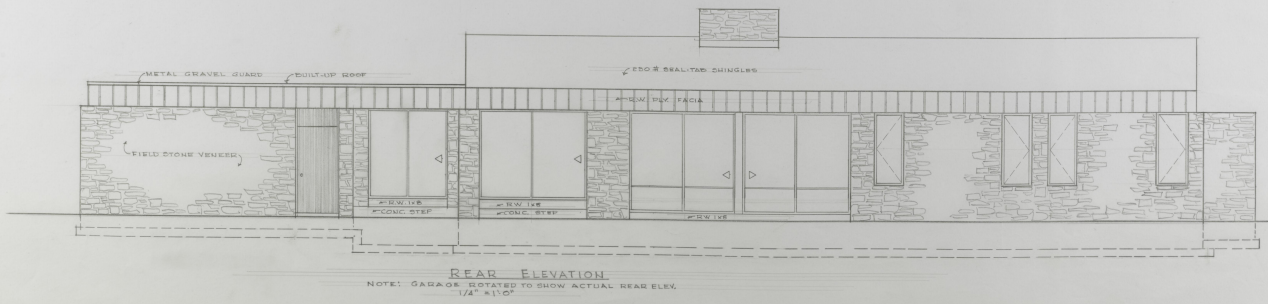 METAL GRAVEL GUARD
BUILT-UP ROOF
250 # SEAL-TAB SHINGLES
R.W. PLY. FACIA
FIELD STONE VENEER
R.W. 1x8
CONC. STEP
R.W. 1x8
CONC. STEP
R.W. 1x8
REAR ELEVATION
NOTE: GARAGE ROTATED TO SHOW ACTUAL REAR ELEV.
1/4" = 1'-0"